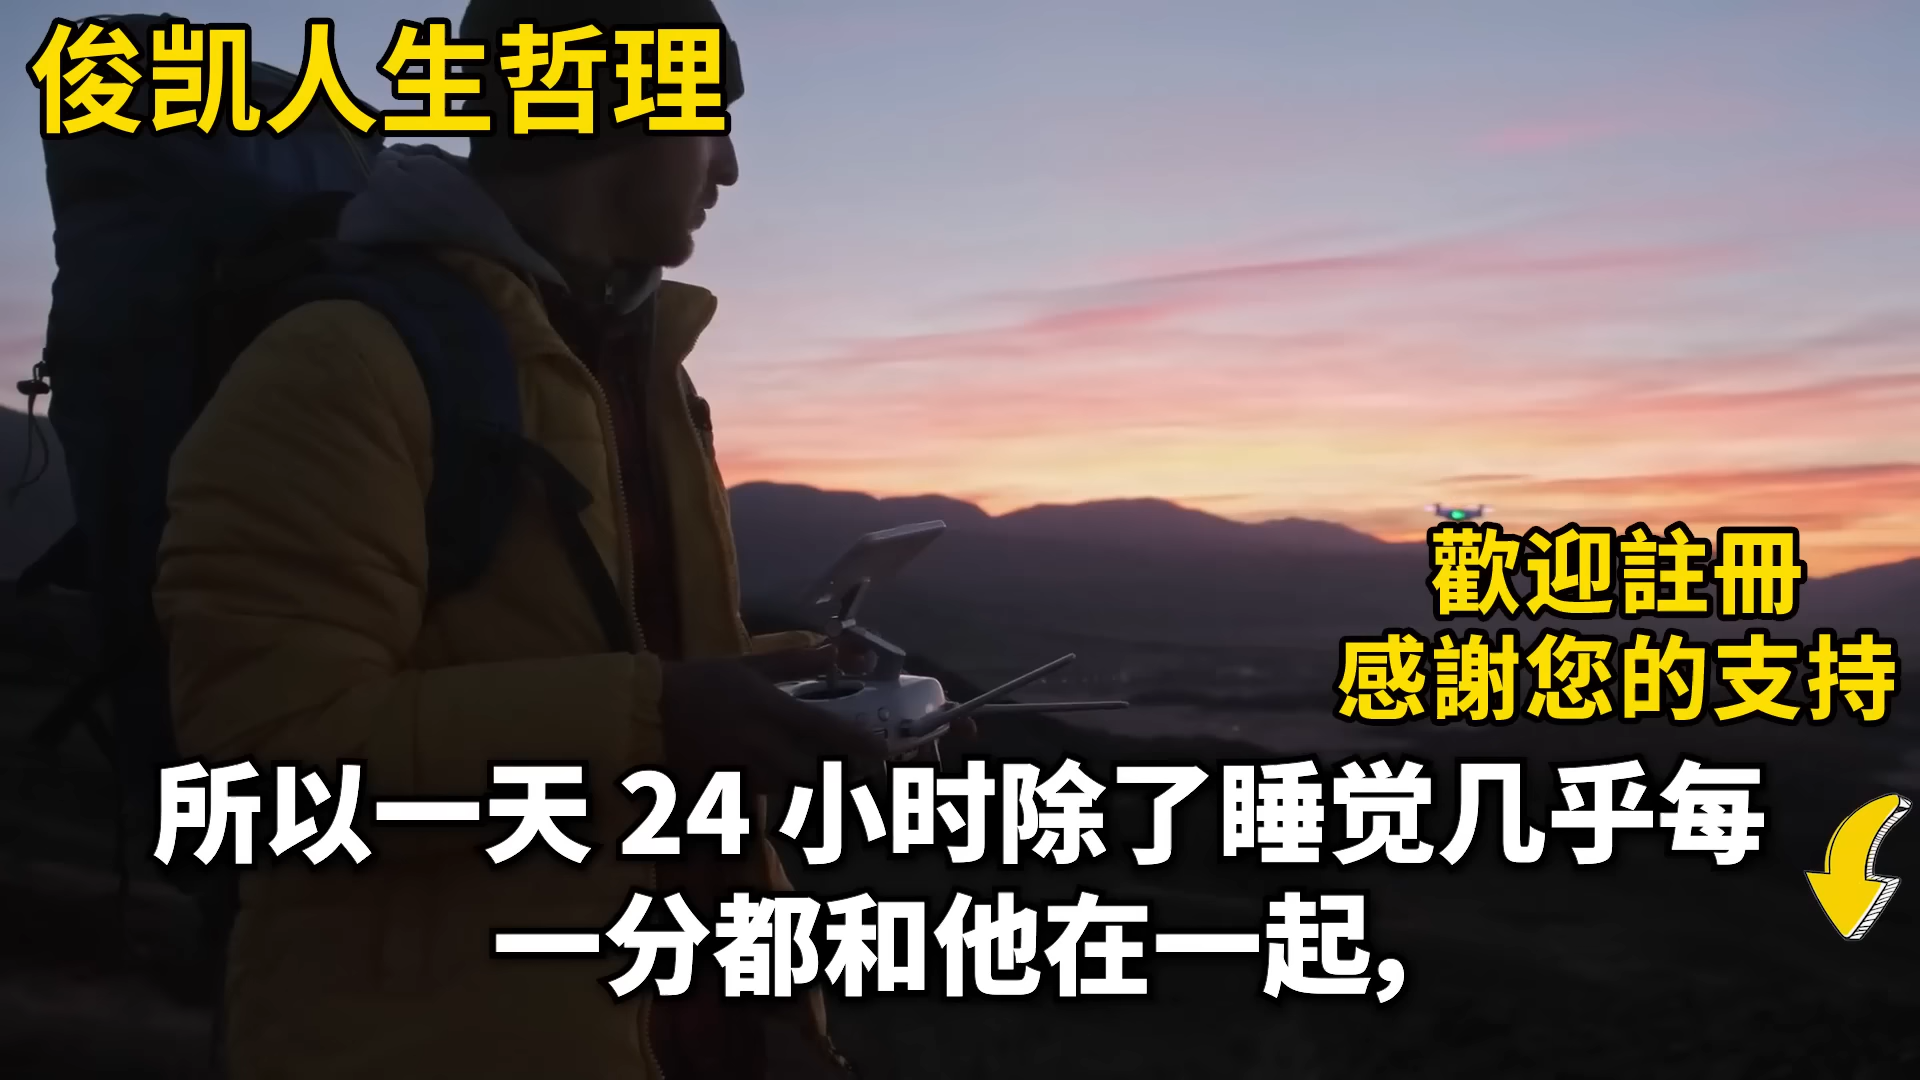 俊凯人生哲理
歡迎註冊
感謝您的支持
所以一天 24 小时除了睡觉几乎每
一分都和他在一起,